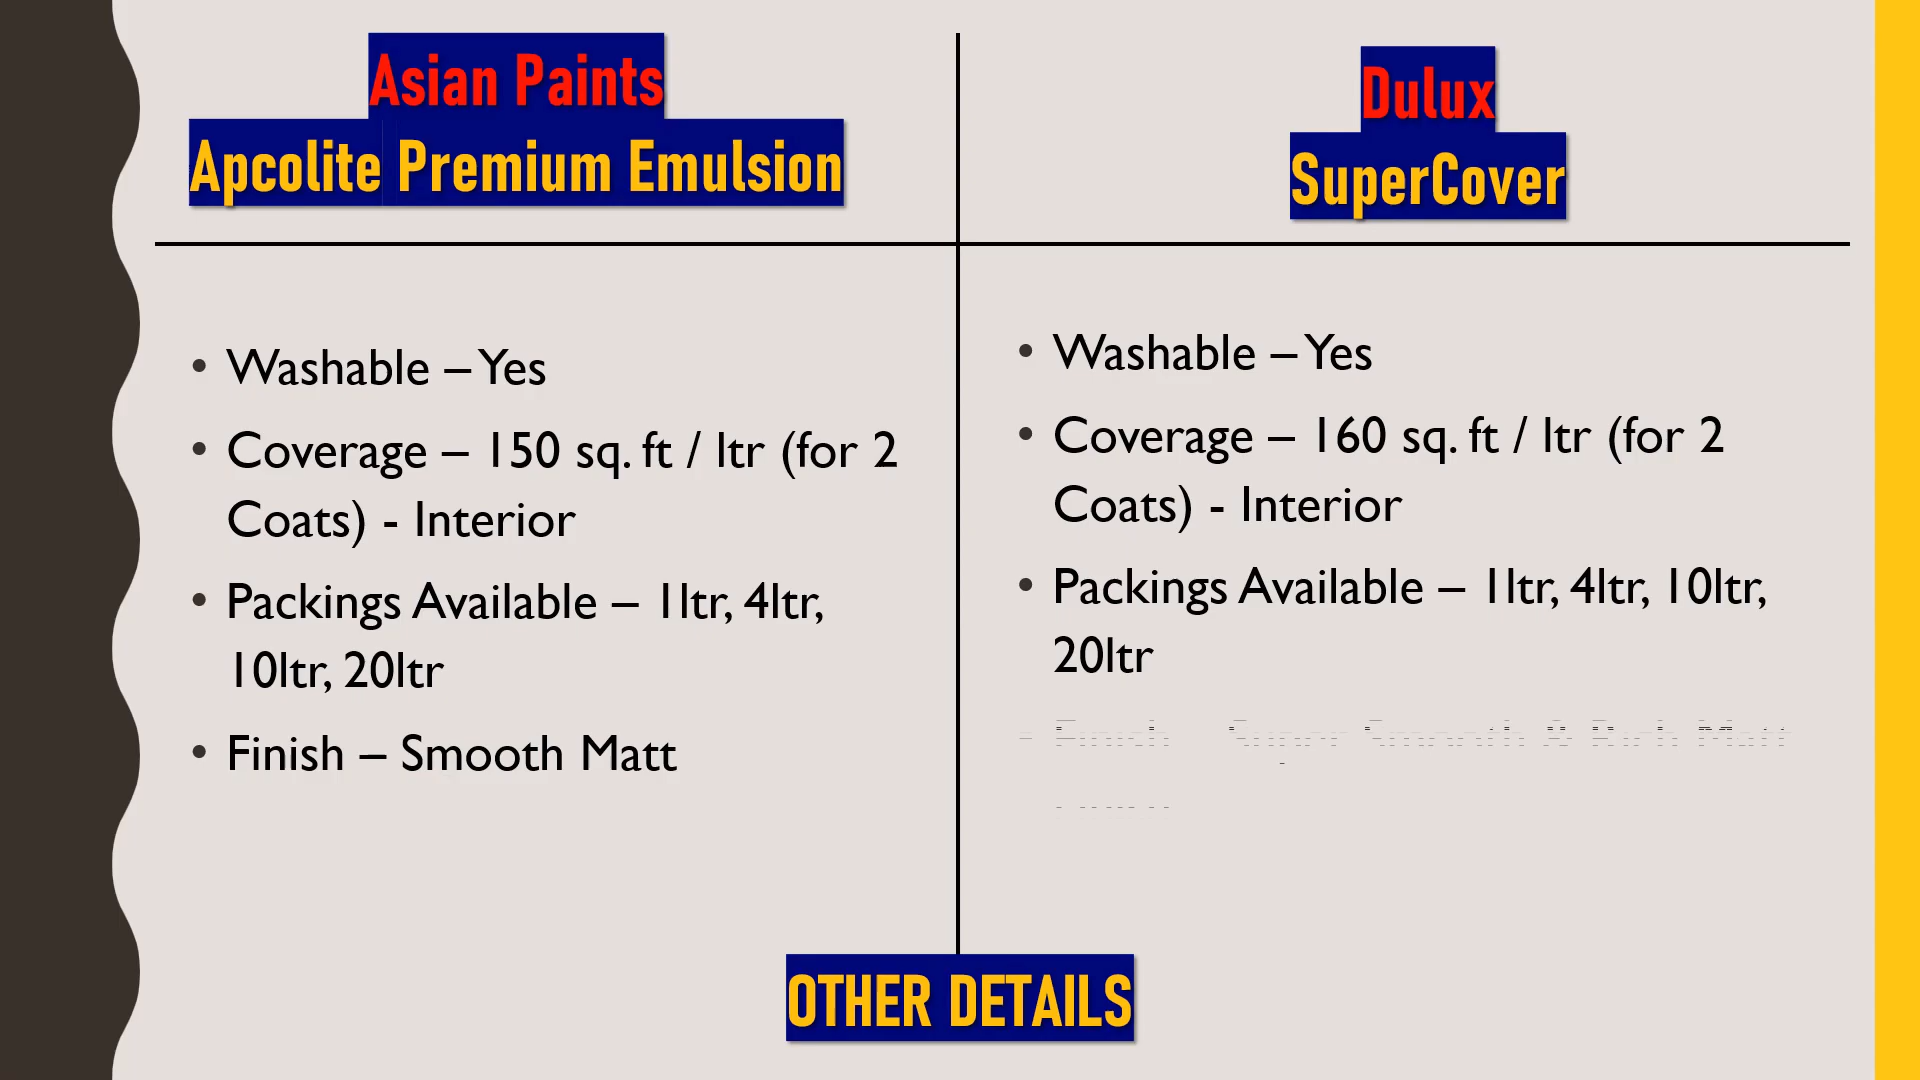 Asian Paints
Apcolite Premium Emulsion
• Washable – Yes
• Coverage – 150 sq. ft / ltr (for 2
Coats) - Interior
• Packings Available – 1ltr, 4ltr,
10ltr, 20ltr
• Finish – Smooth Matt
Dulux
SuperCover
• Washable – Yes
• Coverage – 160 sq. ft / ltr (for 2
Coats) - Interior
• Packings Available – 1ltr, 4ltr, 10ltr,
20ltr
OTHER DETAILS